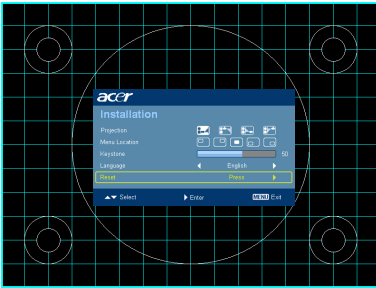 acer
Installation
Projection
Menu Location
Keystone 50
Language English
Reset Press
Select Enter MENU Exit